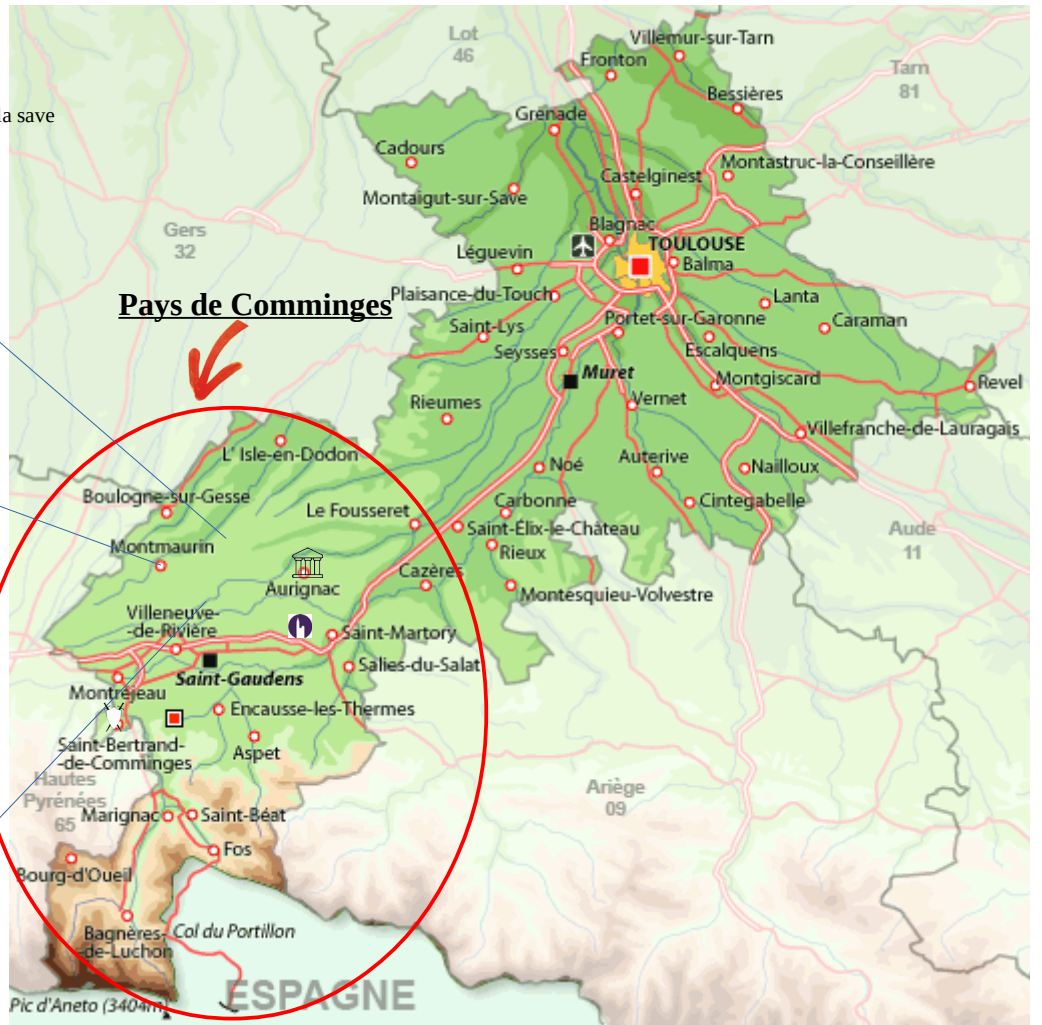 Lot
46
Villemur-sur-Tarn
Fronton
Tarn
81
Bessières
la save
Grenade
Cadours
Montastruc-la-Conseillère
Castelginest
Montaigut-sur-Save
Gers
32
Blagnac
TOULOUSE
Léguevin
Balma
Pays de Comminges
Plaisance-du-Touch
Lanta
Saint-Lys
Portet-sur-Garonne
Caraman
Seysses
Escalquens
Muret
Montgiscard
Revel
Rieumes
Vernet
Villefranche-de-Lauragais
L' Isle-en-Dodon
Noé
Auterive
Nailloux
Boulogne-sur-Gesse
Le Fousseret
Carbonne
Cintegabelle
Saint-Élix-le-Château
Aude
11
Montmaurin
Rieux
Cazères
Aurignac
Montesquieu-Volvestre
Villeneuve-
-de-Rivière
Saint-Martory
Salies-du-Salat
Saint-Gaudens
Montréjeau
Encausse-les-Thermes
Saint-Bertrand-
-de-Comminges
Aspet
Hautes
Pyrénées
65
Ariège
09
Marignac
Saint-Béat
Fos
Bourg-d'Oueil
Bagnères-
-de-Luchon
Col du Portillon
ESPAGNE
Pic d'Aneto (3404m)